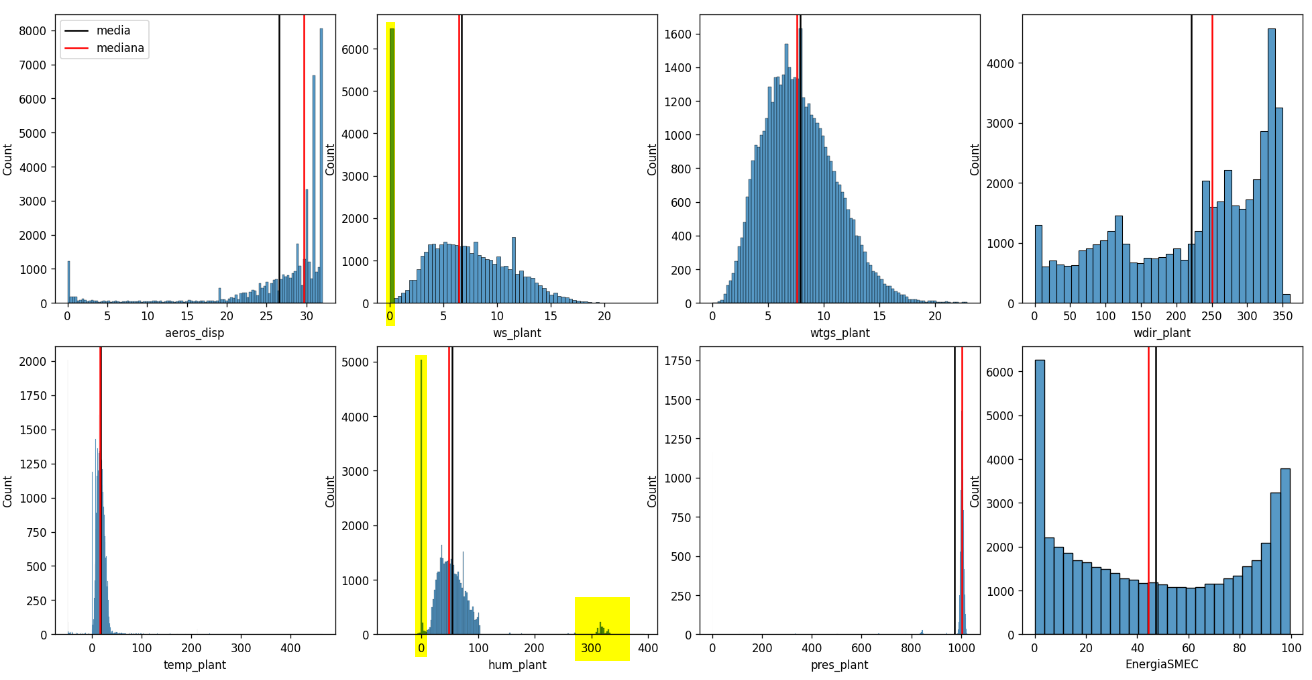 media
mediana
8000
7000
6000
5000
4000
3000
2000
1000
0
Count
0 5 10 15 20 25 30
aeros_disp
6000
5000
4000
3000
2000
1000
0
Count
0 5 10 15 20
ws_plant
1600
1400
1200
1000
800
600
400
200
0
Count
0 5 10 15 20
wtgs_plant
4000
3000
2000
1000
0
Count
0 50 100 150 200 250 300 350
wdir_plant
2000
1750
1500
1250
1000
750
500
250
0
Count
0 100 200 300 400
temp_plant
5000
4000
3000
2000
1000
0
Count
0 100 200 300 400
hum_plant
1750
1500
1250
1000
750
500
250
0
Count
0 200 400 600 800 1000
pres_plant
6000
5000
4000
3000
2000
1000
0
Count
0 20 40 60 80 100
EnergiaSMEC